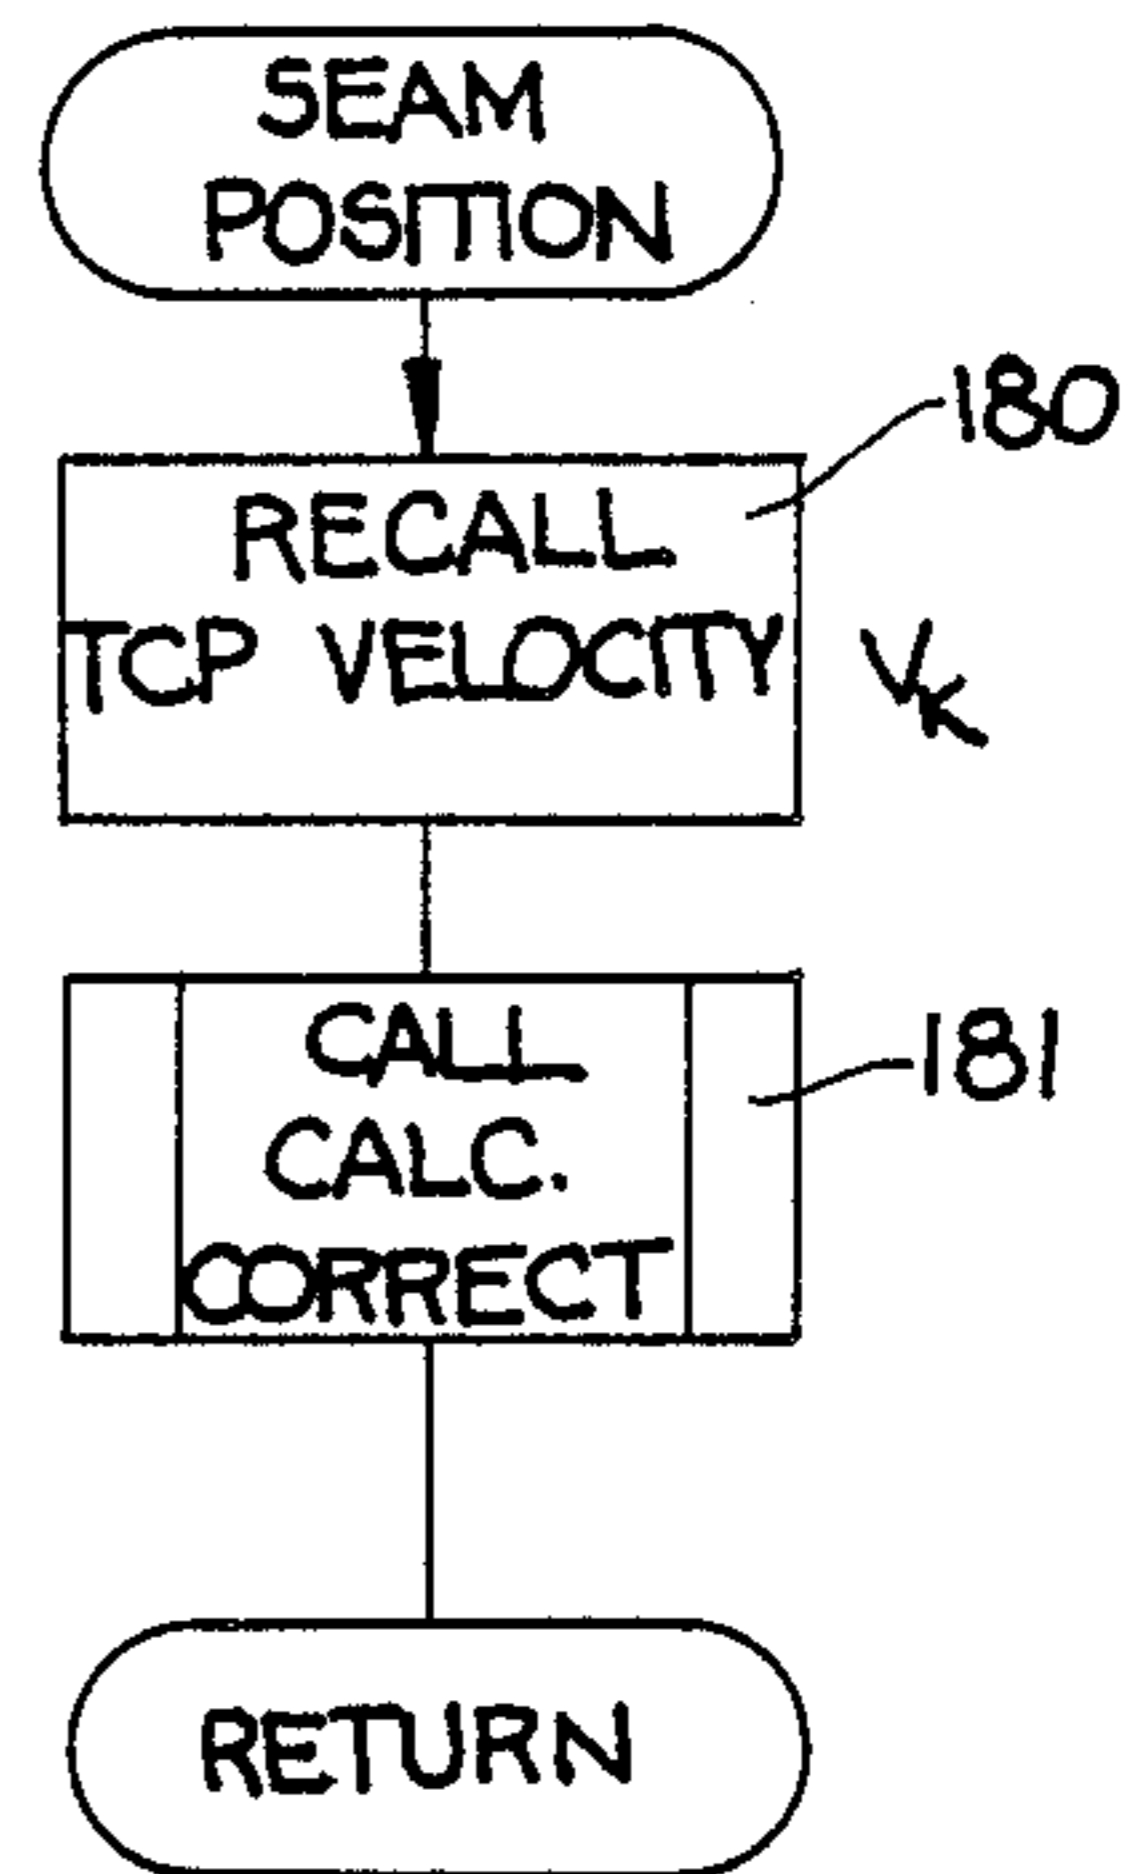 SEAM
POSITION
180
RECALL
TCP VELOCITY
VK
CALL
CALC.
CORRECT
181
RETURN